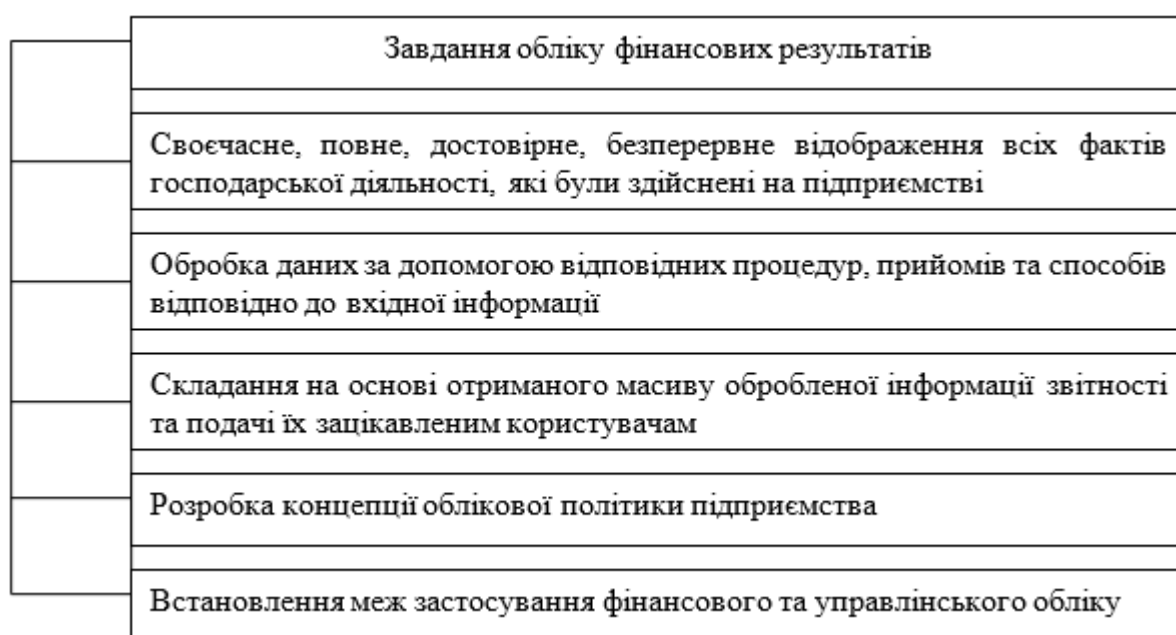 Завдання обліку фінансових результатів
Своєчасне, повне, достовірне, безперервне відображення всіх фактів
господарської діяльності, які були здійснені на підприємстві
Обробка даних за допомогою відповідних процедур, прийомів та способів
відповідно до вхідної інформації
Складання на основі отриманого масиву обробленої інформації звітності
та подачі їх зацікавленим користувачам
Розробка концепції облікової політики підприємства
Встановлення меж застосування фінансового та управлінського обліку